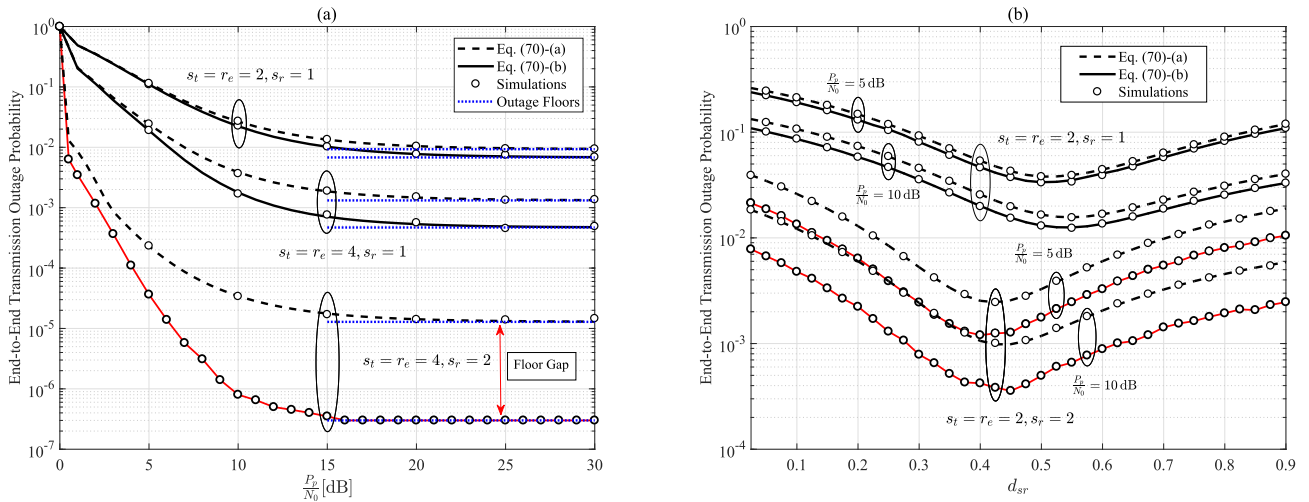 (a)
End-to-End Transmission Outage Probability
10^0
10^-1
10^-2
10^-3
10^-4
10^-5
10^-6
10^-7
Eq. (70)-(a)
Eq. (70)-(b)
Simulations
Outage Floors
s_t = r_e = 2, s_r = 1
s_t = r_e = 4, s_r = 1
s_t = r_e = 4, s_r = 2
Floor Gap
0 5 10 15 20 25 30
P_p/N_0 [dB]
(b)
End-to-End Transmission Outage Probability
10^0
10^-1
10^-2
10^-3
10^-4
Eq. (70)-(a)
Eq. (70)-(b)
Simulations
P_p/N_0 = 5 dB
s_t = r_e = 2, s_r = 1
P_p/N_0 = 10 dB
P_p/N_0 = 5 dB
P_p/N_0 = 10 dB
s_t = r_e = 2, s_r = 2
0.1 0.2 0.3 0.4 0.5 0.6 0.7 0.8 0.9
d_sr